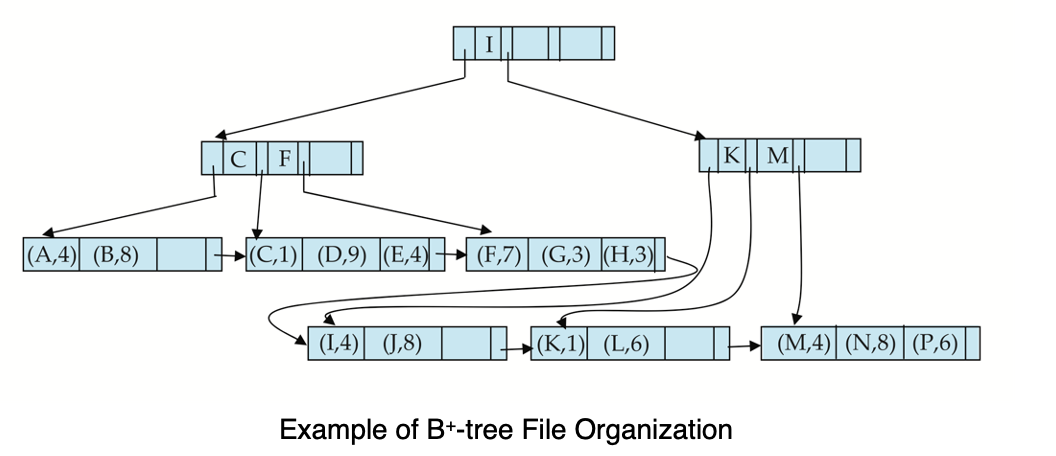 I
C F
K M
(A,4) (B,8) (C,1) (D,9) (E,4) (F,7) (G,3) (H,3)
(I,4) (J,8) (K,1) (L,6) (M,4) (N,8) (P,6)
Example of B⁺-tree File Organization